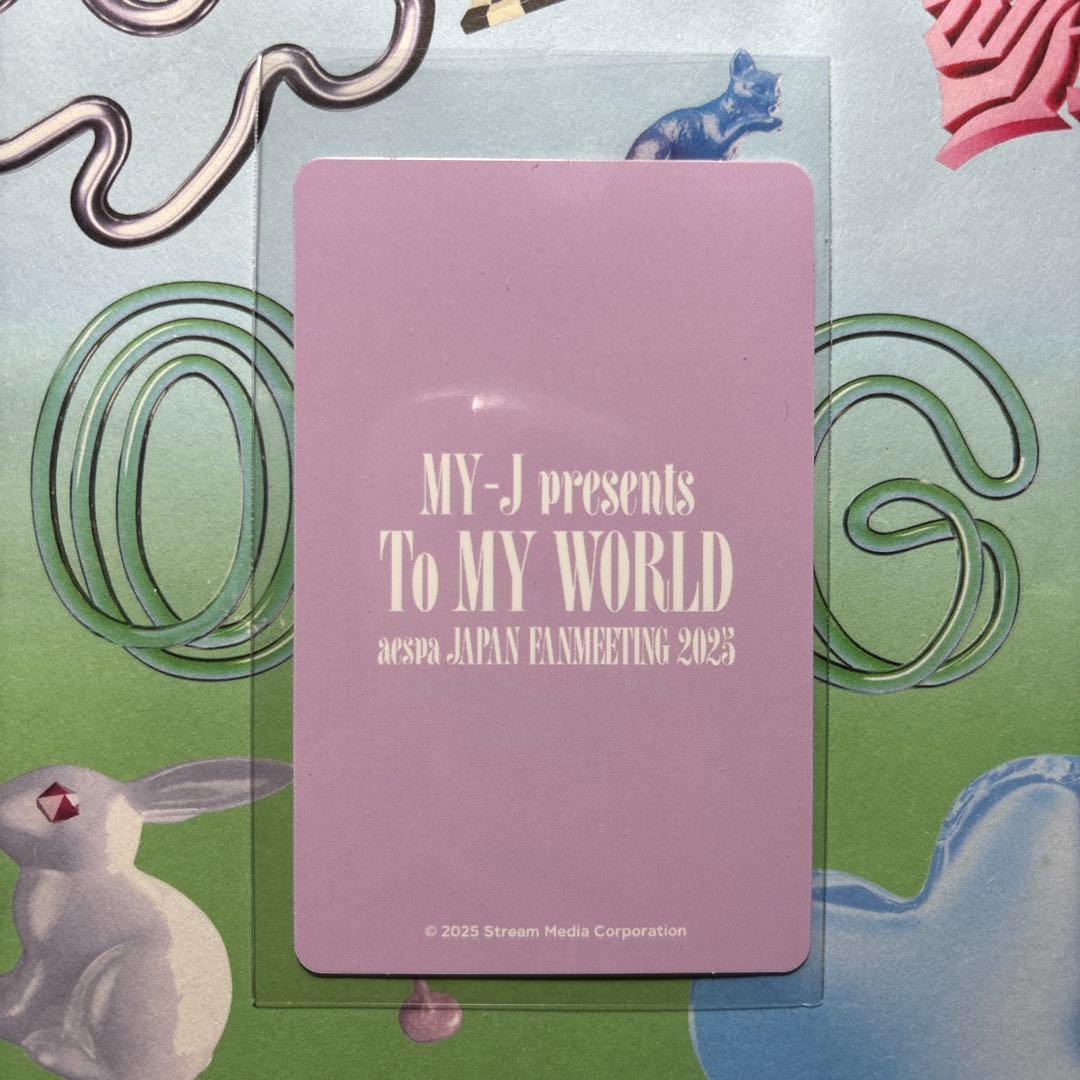 MY-J presents
To MY WORLD
aespa JAPAN FANMEETING 2025
© 2025 Stream Media Corporation
O G